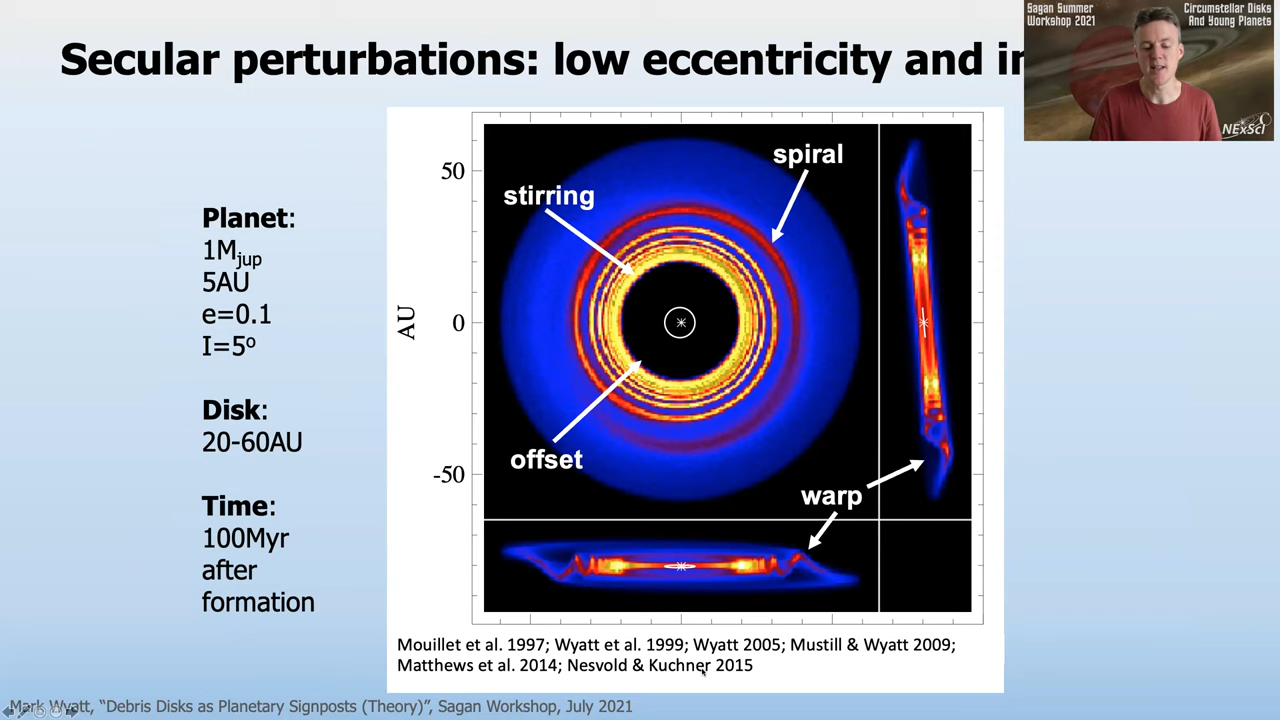 Secular perturbations: low eccentricity and in
Sagan Summer
Workshop 2021
Circumstellar Disks
And Young Planets
NExScI
Planet:
1Mjup
5AU
e=0.1
I=5o
Disk:
20-60AU
Time:
100Myr
after
formation
AU
50
0
-50
spiral
stirring
offset
warp
Mouillet et al. 1997; Wyatt et al. 1999; Wyatt 2005; Mustill & Wyatt 2009;
Matthews et al. 2014; Nesvold & Kuchner 2015
Mark Wyatt, “Debris Disks as Planetary Signposts (Theory)”, Sagan Workshop, July 2021